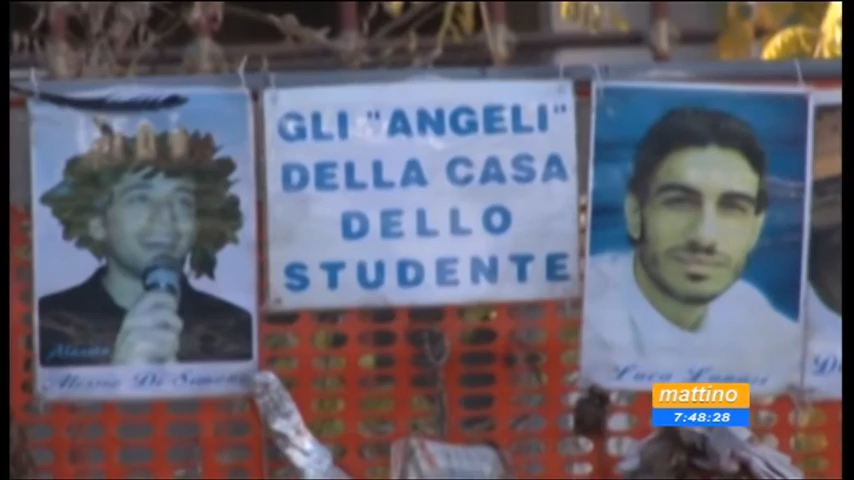 GLI "ANGELI"
DELLA CASA
DELLO
STUDENTE
Alessio Di Simone
Luca Lunari
mattino
7:48:28